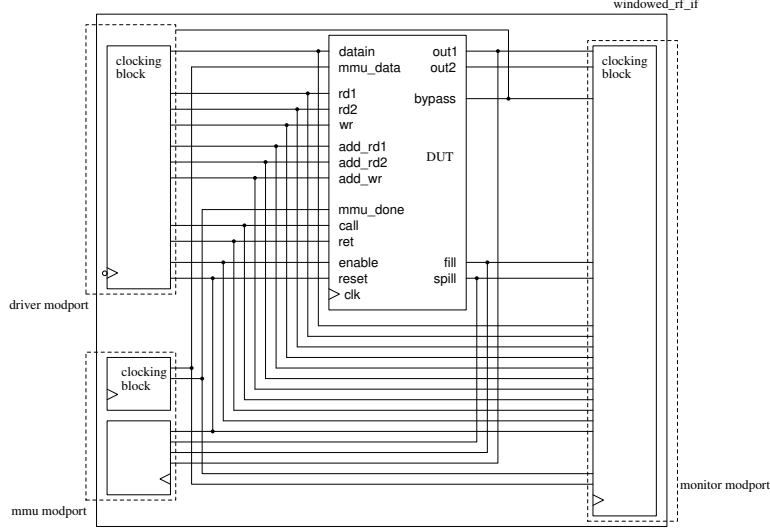 windowed_rf_if
clocking
block
datain
mmu_data
rd1
rd2
wr
add_rd1
add_rd2
add_wr
mmu_done
call
ret
enable
reset
clk
out1
out2
bypass
DUT
fill
spill
clocking
block
driver modport
clocking
block
mmu modport
monitor modport